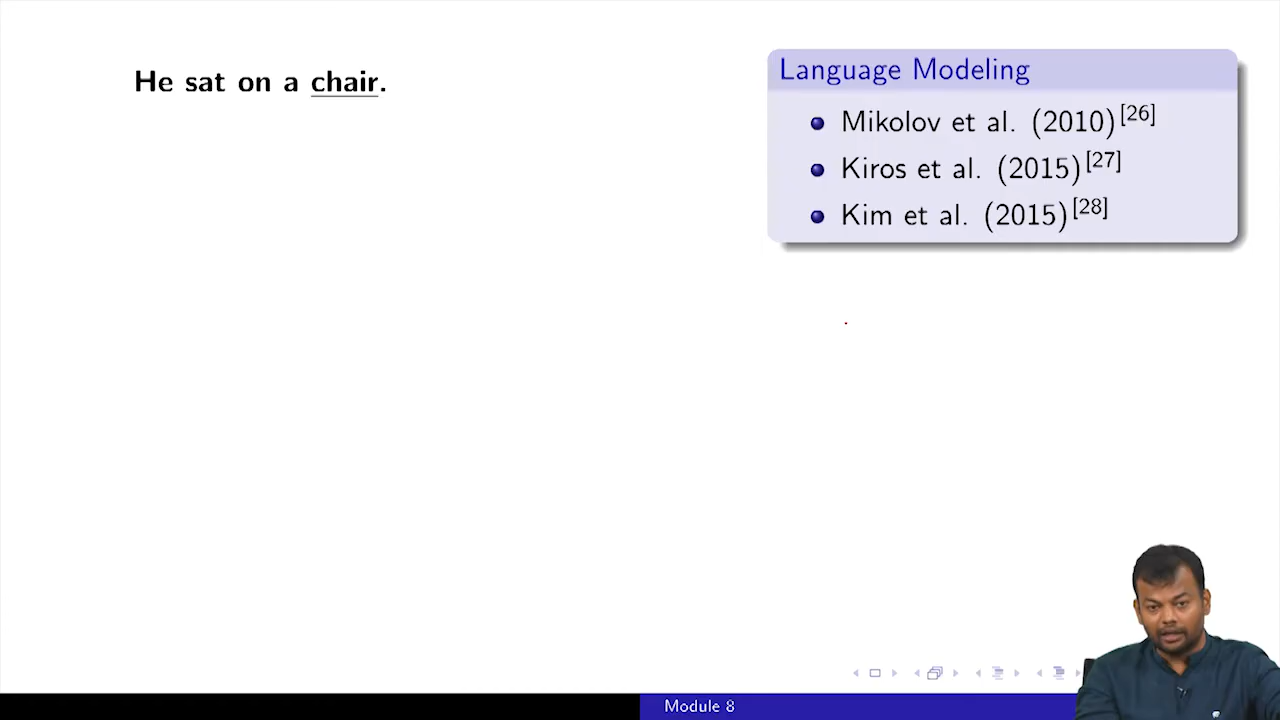 He sat on a chair.
Language Modeling
Mikolov et al. (2010)[26]
Kiros et al. (2015)[27]
Kim et al. (2015)[28]
Module 8